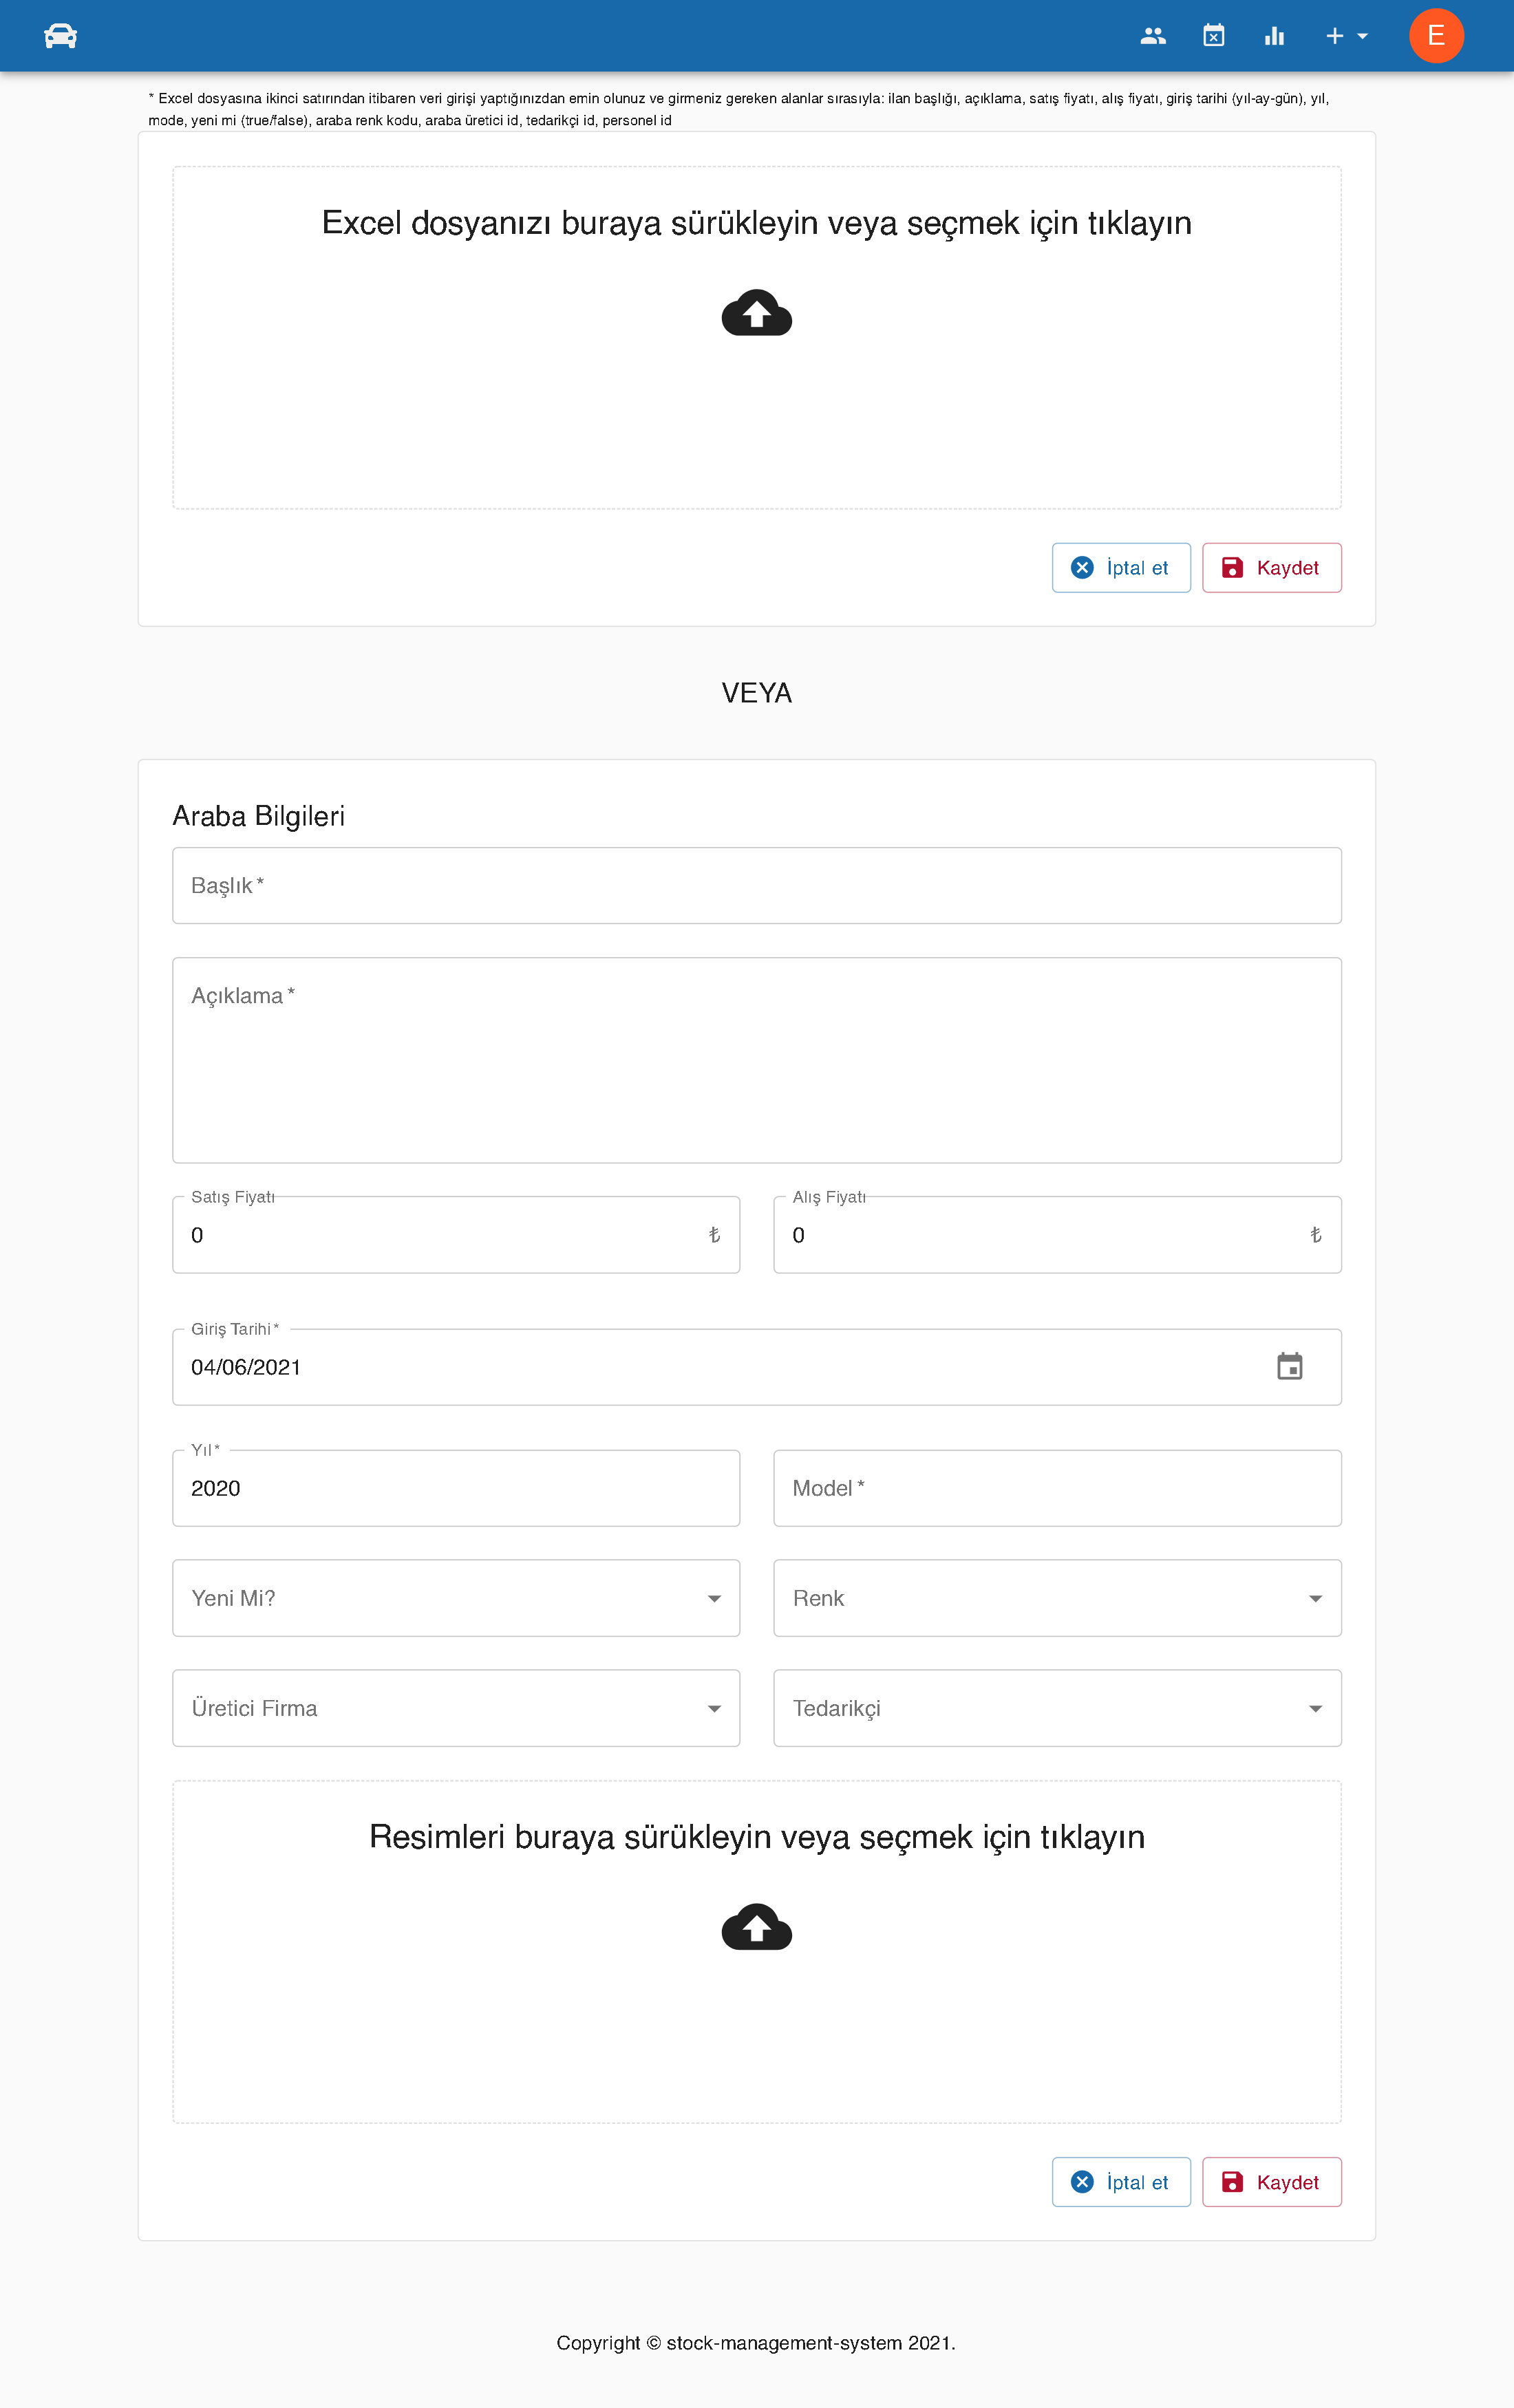 E
* Excel dosyasına ikinci satırından itibaren veri girişi yaptığınızdan emin olunuz ve girmeniz gereken alanlar sırasıyla: ilan başlığı, açıklama, satış fiyatı, alış fiyatı, giriş tarihi (yıl-ay-gün), yıl,
mode, yeni mi (true/false), araba renk kodu, araba üretici id, tedarikçi id, personel id
Excel dosyanızı buraya sürükleyin veya seçmek için tıklayın
İptal et Kaydet
VEYA
Araba Bilgileri
Başlık *
Açıklama *
Satış Fiyatı Alış Fiyatı
0 ₺ 0 ₺
Giriş Tarihi *
04/06/2021
Yıl *
2020 Model *
Yeni Mi? Renk
Üretici Firma Tedarikçi
Resimleri buraya sürükleyin veya seçmek için tıklayın
İptal et Kaydet
Copyright © stock-management-system 2021.